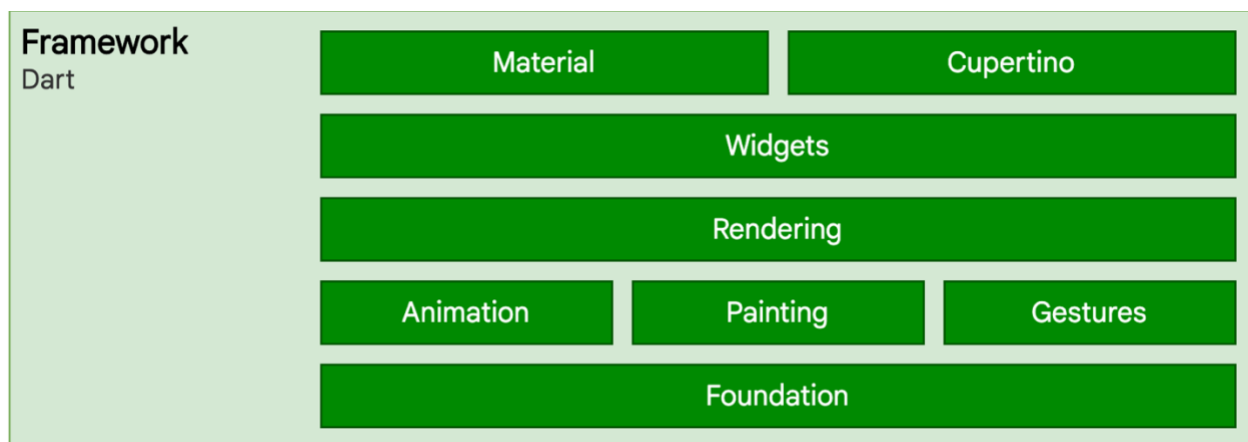 Framework
Dart
Material
Cupertino
Widgets
Rendering
Animation
Painting
Gestures
Foundation